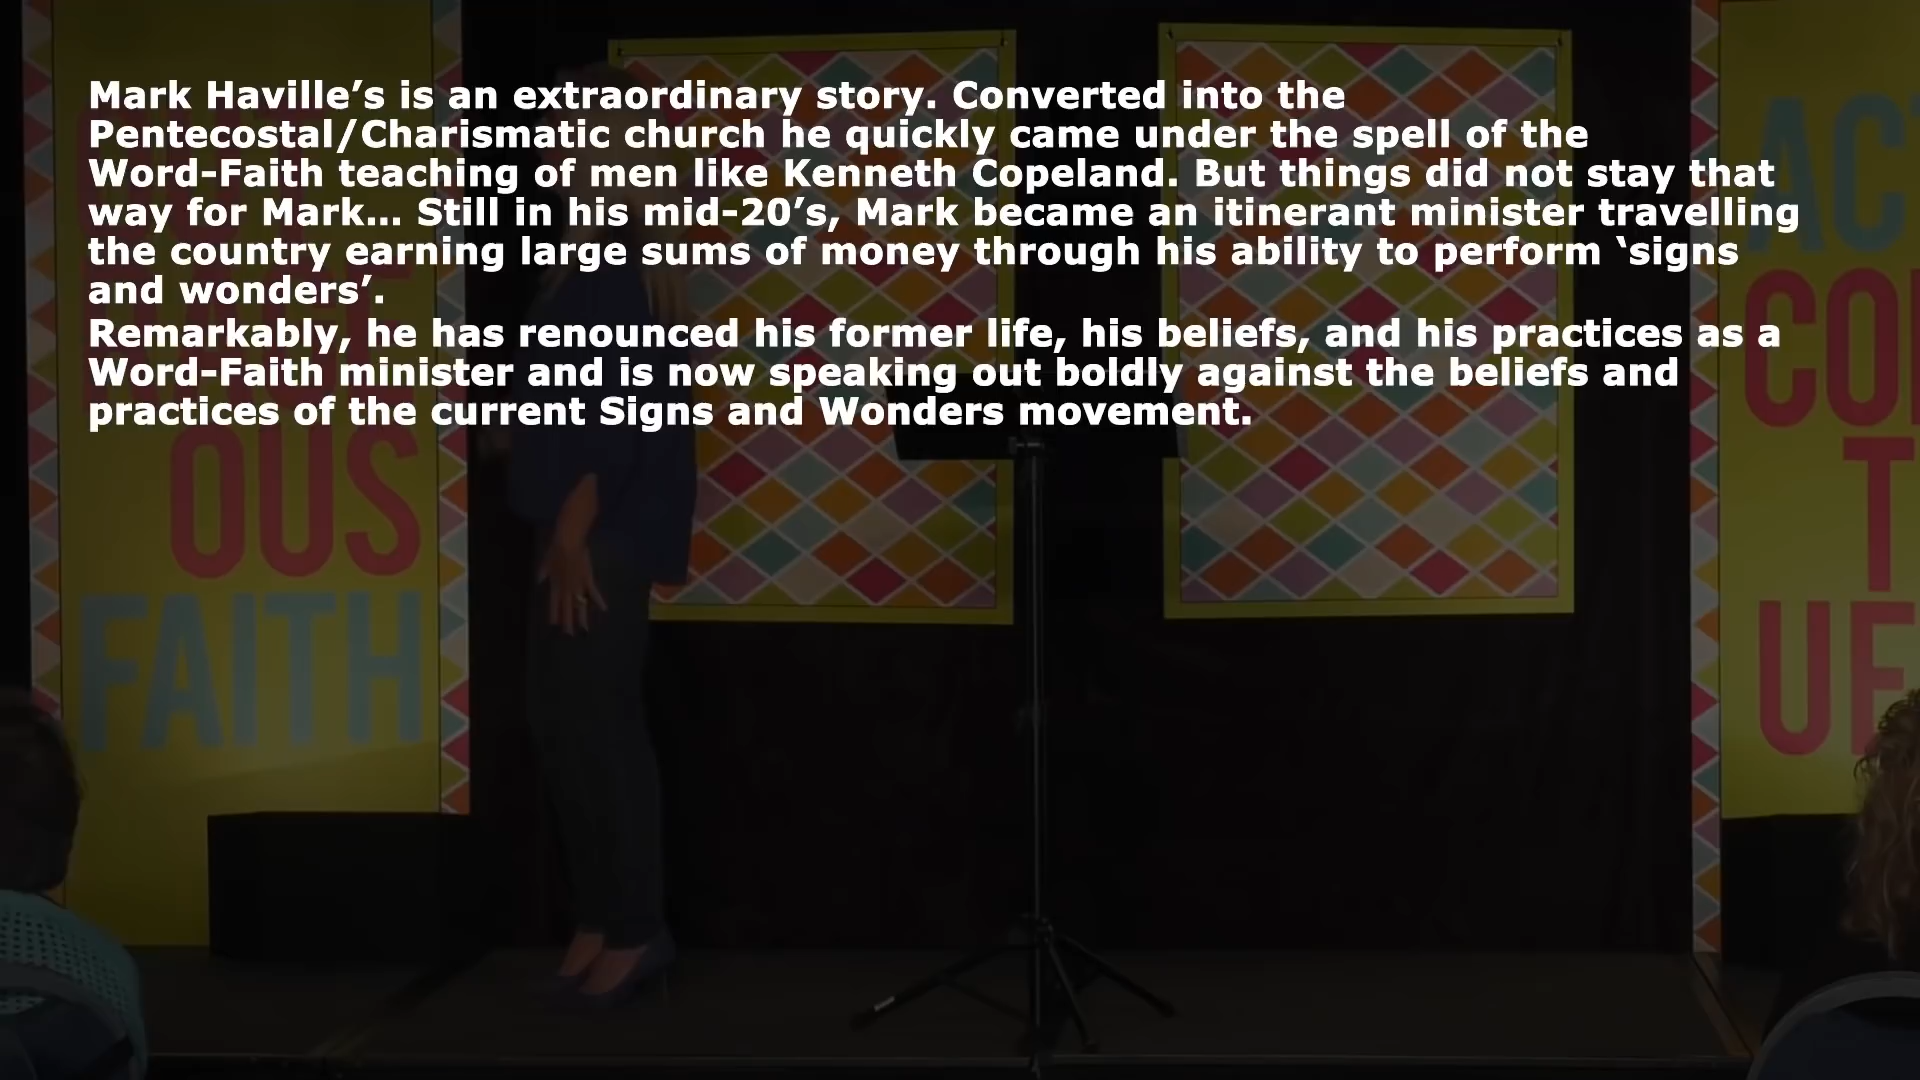 Mark Haville’s is an extraordinary story. Converted into the
Pentecostal/Charismatic church he quickly came under the spell of the
Word-Faith teaching of men like Kenneth Copeland. But things did not stay that
way for Mark... Still in his mid-20’s, Mark became an itinerant minister travelling
the country earning large sums of money through his ability to perform ‘signs
and wonders’.
Remarkably, he has renounced his former life, his beliefs, and his practices as a
Word-Faith minister and is now speaking out boldly against the beliefs and
practices of the current Signs and Wonders movement.
OUS
FAITH
AC
CO
T
UE